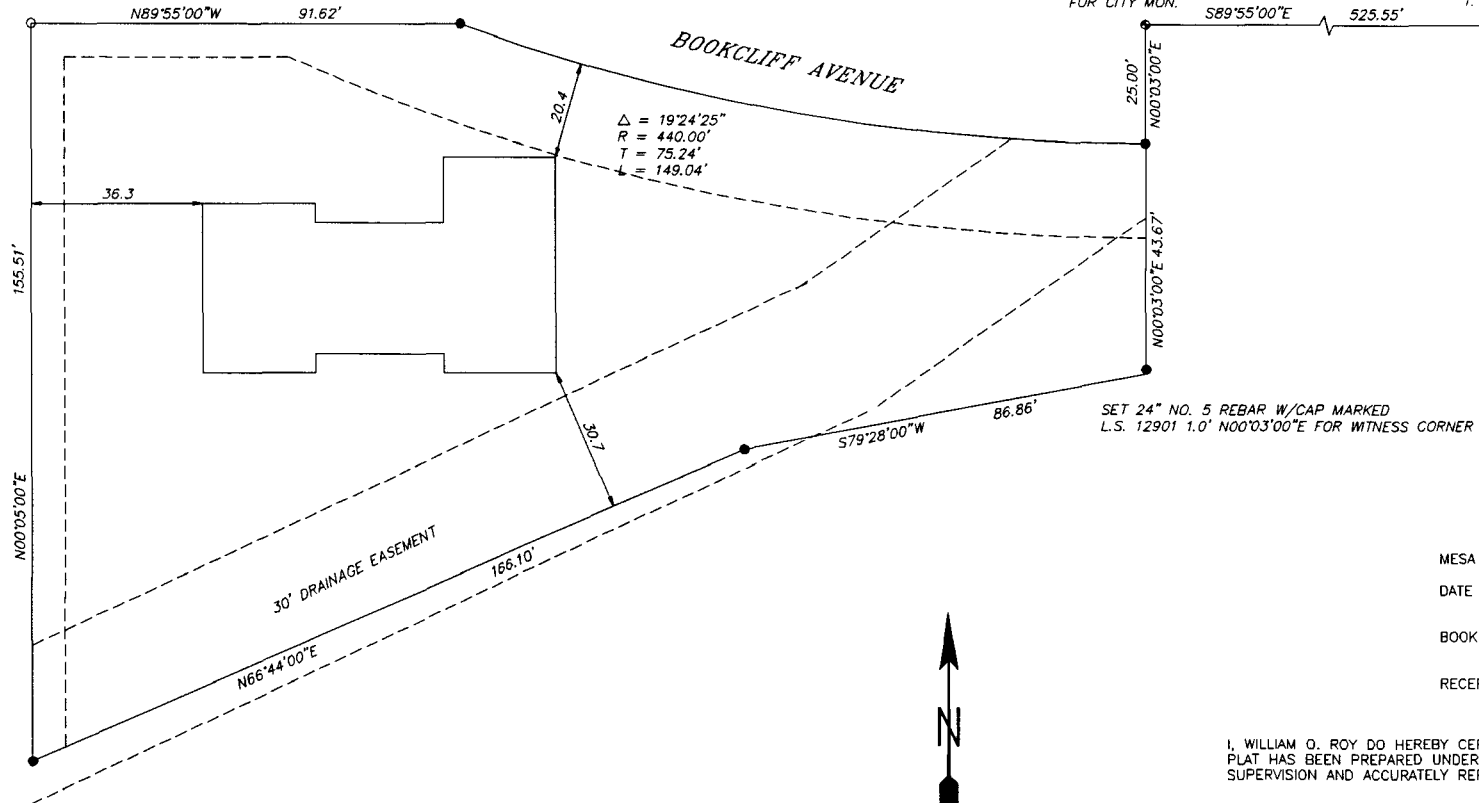 FOR CITY MON.
N89°55'00"W 91.62'
S89°55'00"E 525.55'
BOOKCLIFF AVENUE
25.00'
N00°03'00"E
20.4
Δ = 19°24'25"
R = 440.00'
T = 75.24'
L = 149.04'
36.3
155.51'
N00°03'00"E 43.67'
SET 24" NO. 5 REBAR W/CAP MARKED
L.S. 12901 1.0' N00°03'00"E FOR WITNESS CORNER
86.86'
S79°28'00"W
30.7
N00°05'00"E
30' DRAINAGE EASEMENT
166.10'
N66°44'00"E
MESA
DATE
BOOK
N
I, WILLIAM O. ROY DO HEREBY
PLAT HAS BEEN PREPARED UNDER
SUPERVISION AND ACCURATELY